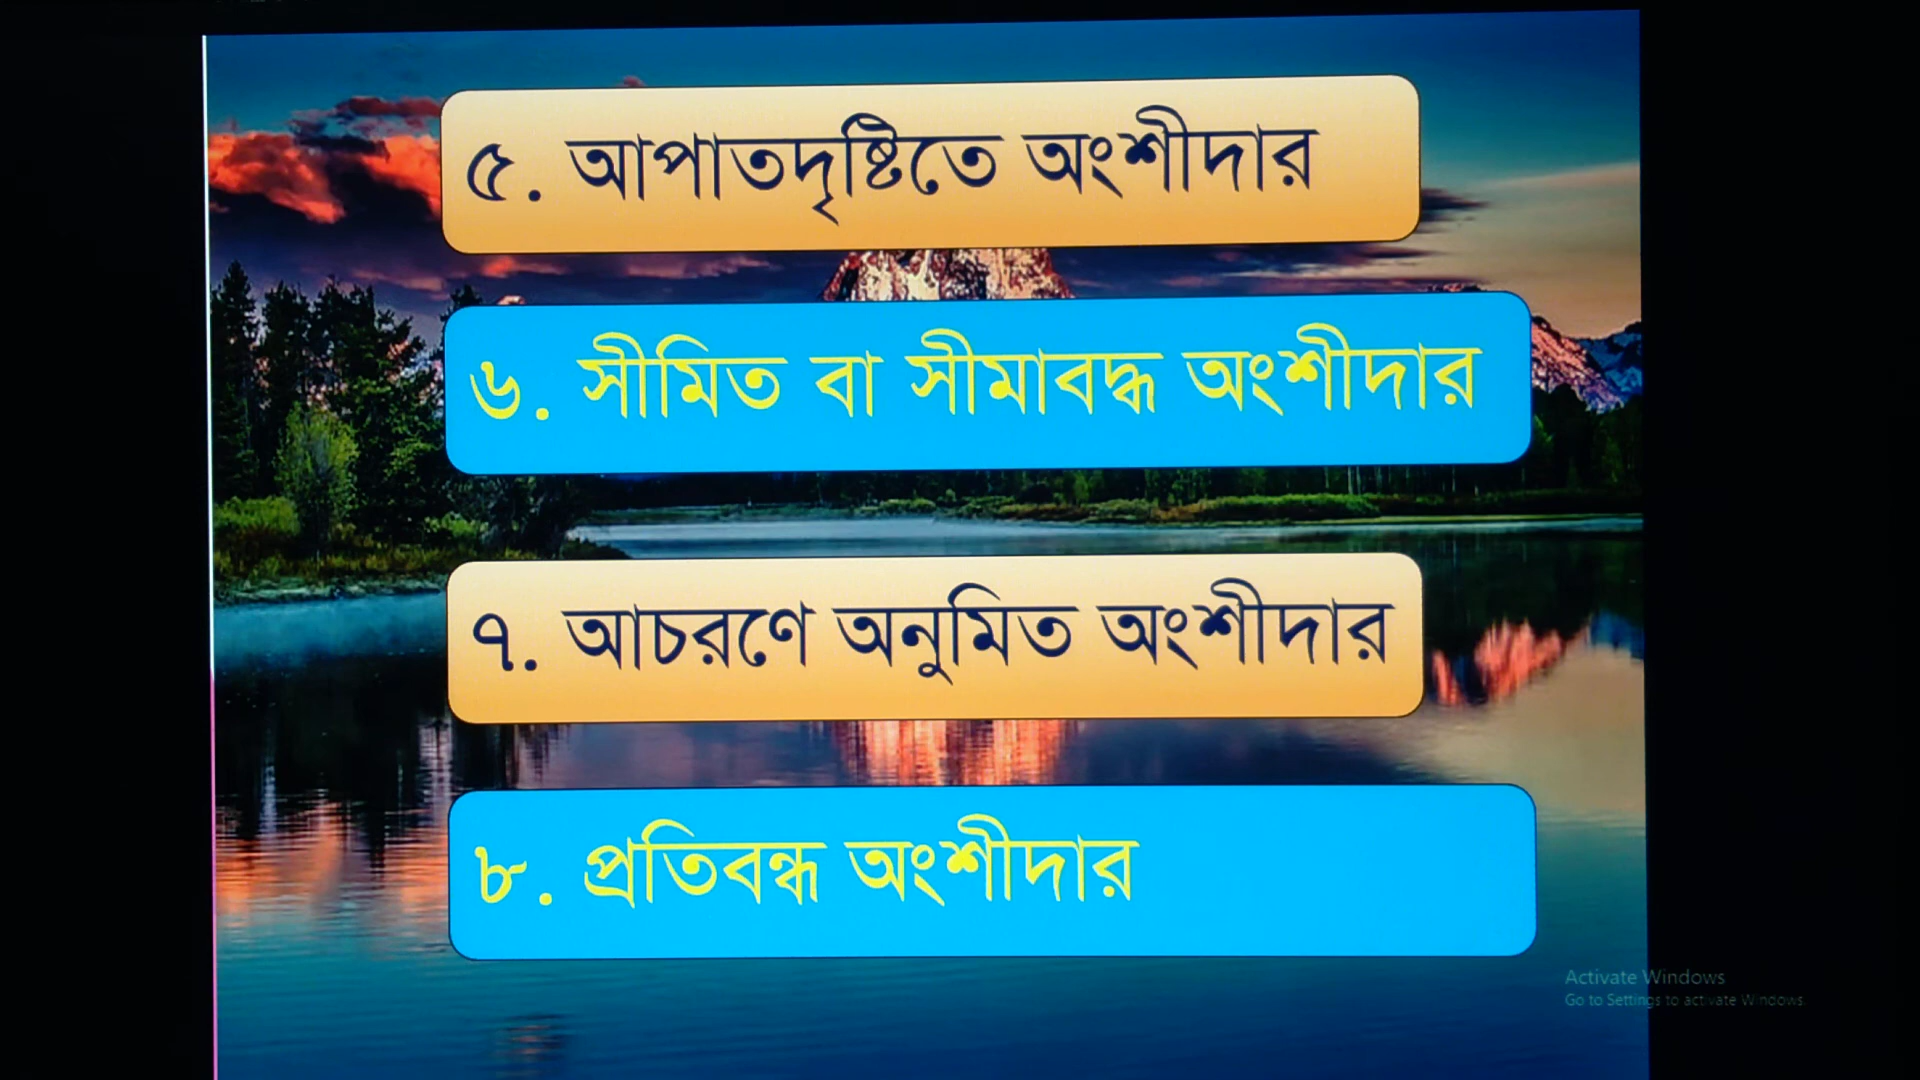 ৫. আপাতদৃষ্টিতে অংশীদার
৬. সীমিত বা সীমাবদ্ধ অংশীদার
৭. আচরণে অনুমিত অংশীদার
৮. প্রতিবন্ধ অংশীদার
Activate Windows
Go to Settings to activate Windows.